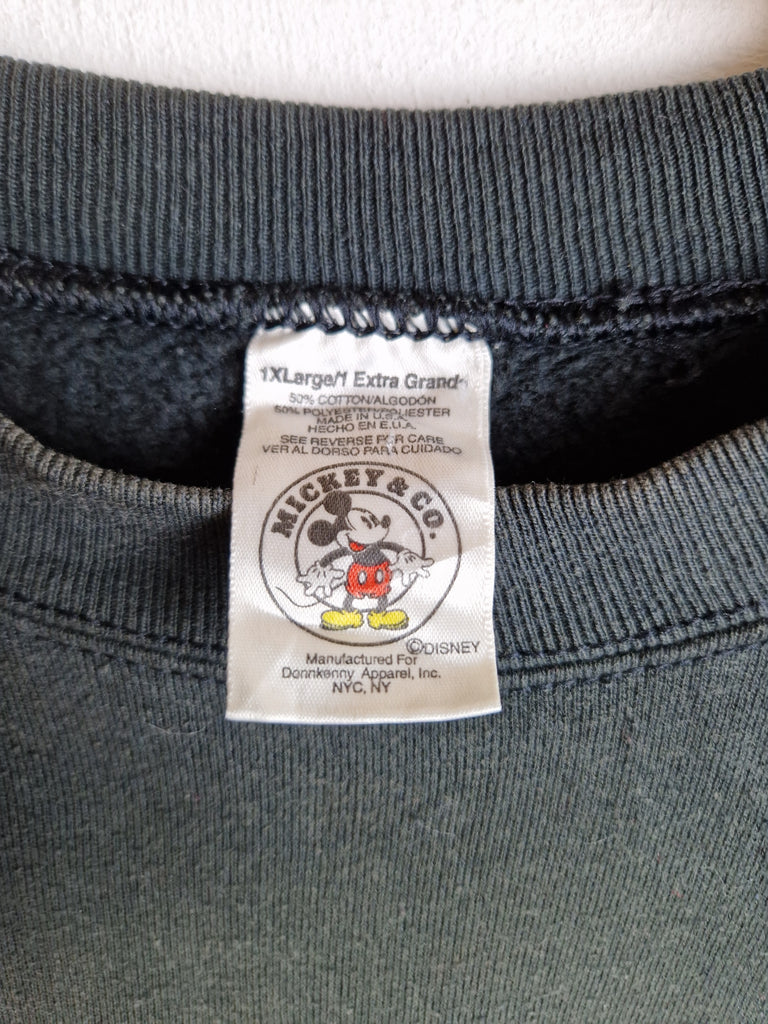 1XLarge/1 Extra Grande
50% COTTON/ALGODÓN
50% POLYESTER/POLIESTER
MADE IN U.S.A.
HECHO EN E.U.A.
SEE REVERSE FOR CARE
VER AL DORSO PARA CUIDADO
MICKEY & CO.
©DISNEY
Manufactured For
Donnkenny Apparel, Inc.
NYC, NY